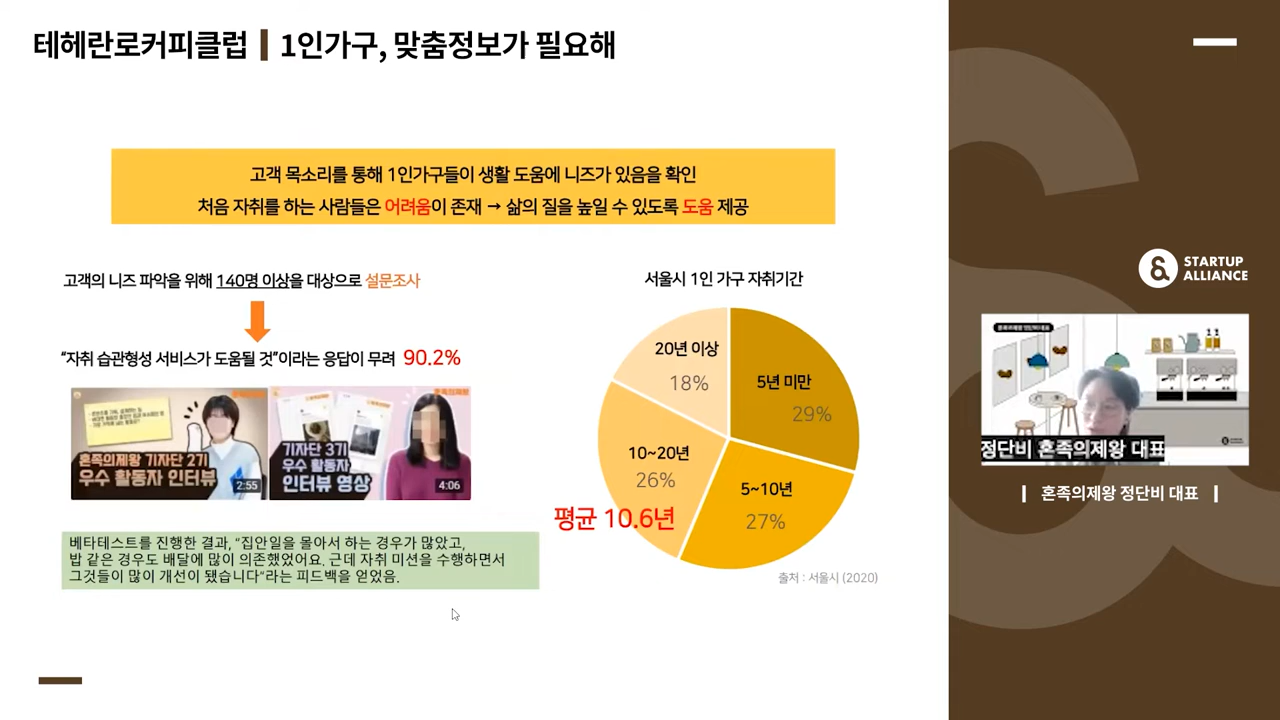 테헤란로커피클럽 | 1인가구, 맞춤정보가 필요해
고객 목소리를 통해 1인가구들이 생활 도움에 니즈가 있음을 확인
처음 자취를 하는 사람들은 어려움이 존재 → 삶의 질을 높일 수 있도록 도움 제공
고객의 니즈 파악을 위해 140명 이상을 대상으로 설문조사
“자취 습관형성 서비스가 도움될 것”이라는 응답이 무려 90.2%
혼족의제왕 기자단 2기
우수 활동자 인터뷰
2:55
기자단 3기
우수 활동자
인터뷰 영상
4:06
베타테스트를 진행한 결과, “집안일을 몰아서 하는 경우가 많았고,
밥 같은 경우도 배달에 많이 의존했었어요. 근데 자취 미션을 수행하면서
그것들이 많이 개선이 됐습니다”라는 피드백을 얻었음.
서울시 1인 가구 자취기간
20년 이상
18%
5년 미만
29%
10~20년
26%
5~10년
27%
평균 10.6년
출처 : 서울시 (2020)
STARTUP
ALLIANCE
혼족의제왕 정단비 대표
정단비 혼족의제왕 대표
| 혼족의제왕 정단비 대표 |